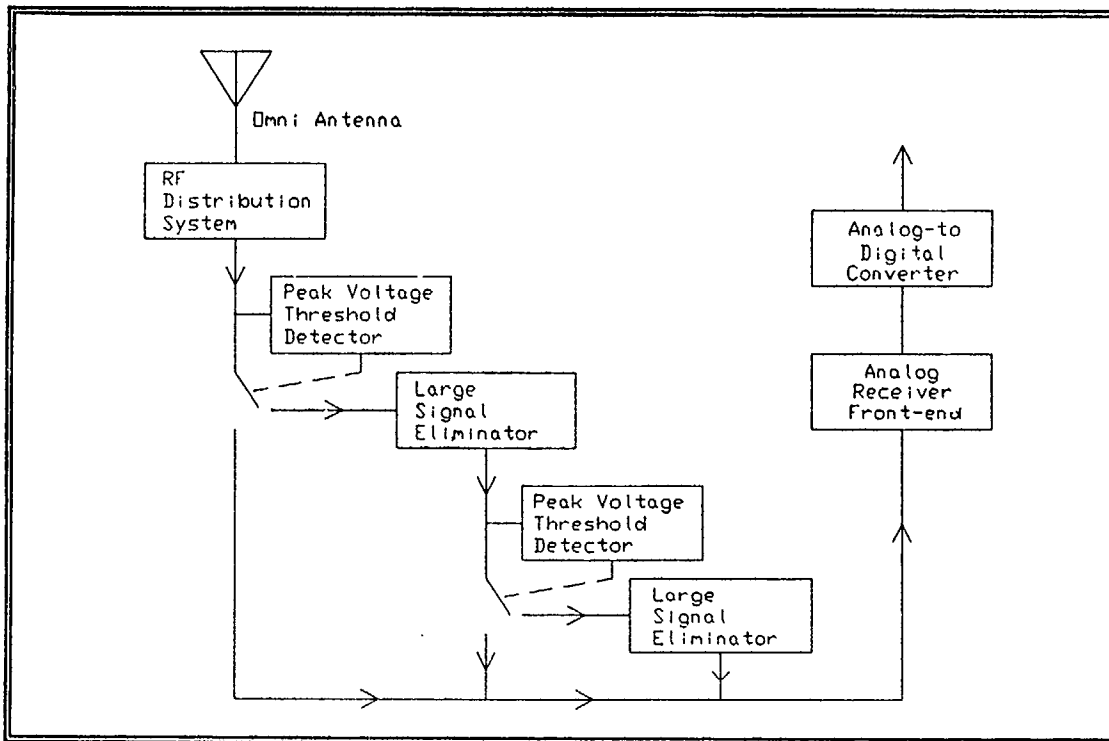 Omni Antenna
RF
Distribution
System
Peak Voltage
Threshold
Detector
Large
Signal
Eliminator
Peak Voltage
Threshold
Detector
Large
Signal
Eliminator
Analog-to
Digital
Converter
Analog
Receiver
Front-end